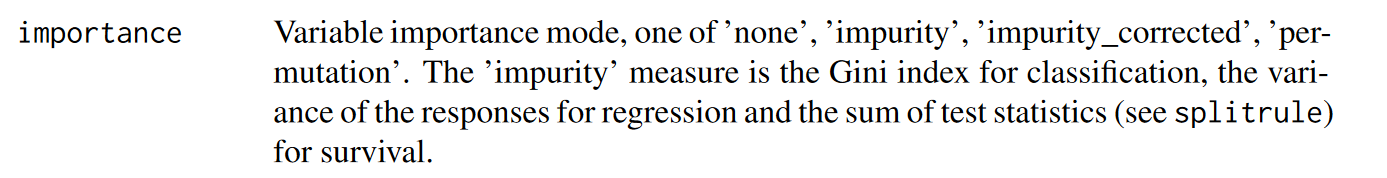 importance Variable importance mode, one of ’none’, ’impurity’, ’impurity_corrected’, ’per-
mutation’. The ’impurity’ measure is the Gini index for classification, the vari-
ance of the responses for regression and the sum of test statistics (see splitrule)
for survival.